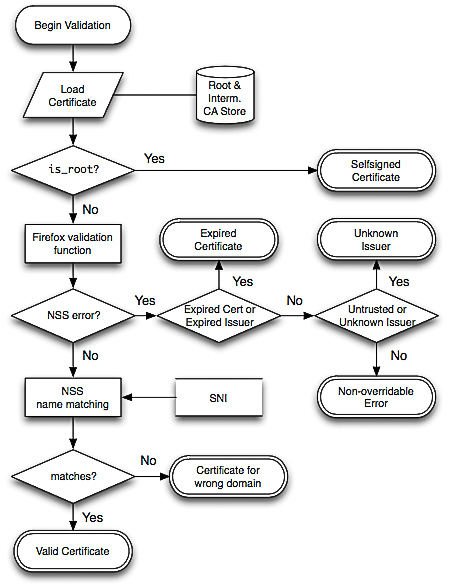 Begin Validation
Load
Certificate
Root &
Interm.
CA Store
is_root?
Yes
Selfsigned
Certificate
No
Firefox validation
function
Expired
Certificate
Unknown
Issuer
Yes
Yes
NSS error?
Yes
Expired Cert or
Expired Issuer
No
Untrusted or
Unknown Issuer
No
No
NSS
name matching
SNI
Non-overridable
Error
matches?
No
Certificate for
wrong domain
Yes
Valid Certificate